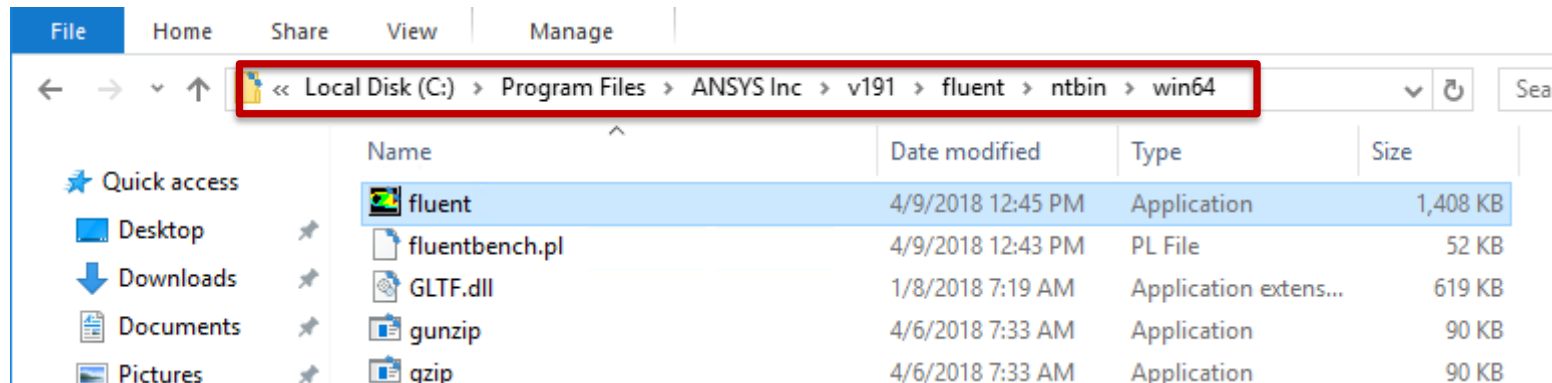 File Home Share View Manage
« Local Disk (C:) > Program Files > ANSYS Inc > v191 > fluent > ntbin > win64 Sea
Name Date modified Type Size
Quick access
fluent 4/9/2018 12:45 PM Application 1,408 KB
Desktop
fluentbench.pl 4/9/2018 12:43 PM PL File 52 KB
Downloads
GLTF.dll 1/8/2018 7:19 AM Application extens... 619 KB
Documents
gunzip 4/6/2018 7:33 AM Application 90 KB
Pictures
gzip 4/6/2018 7:33 AM Application 90 KB